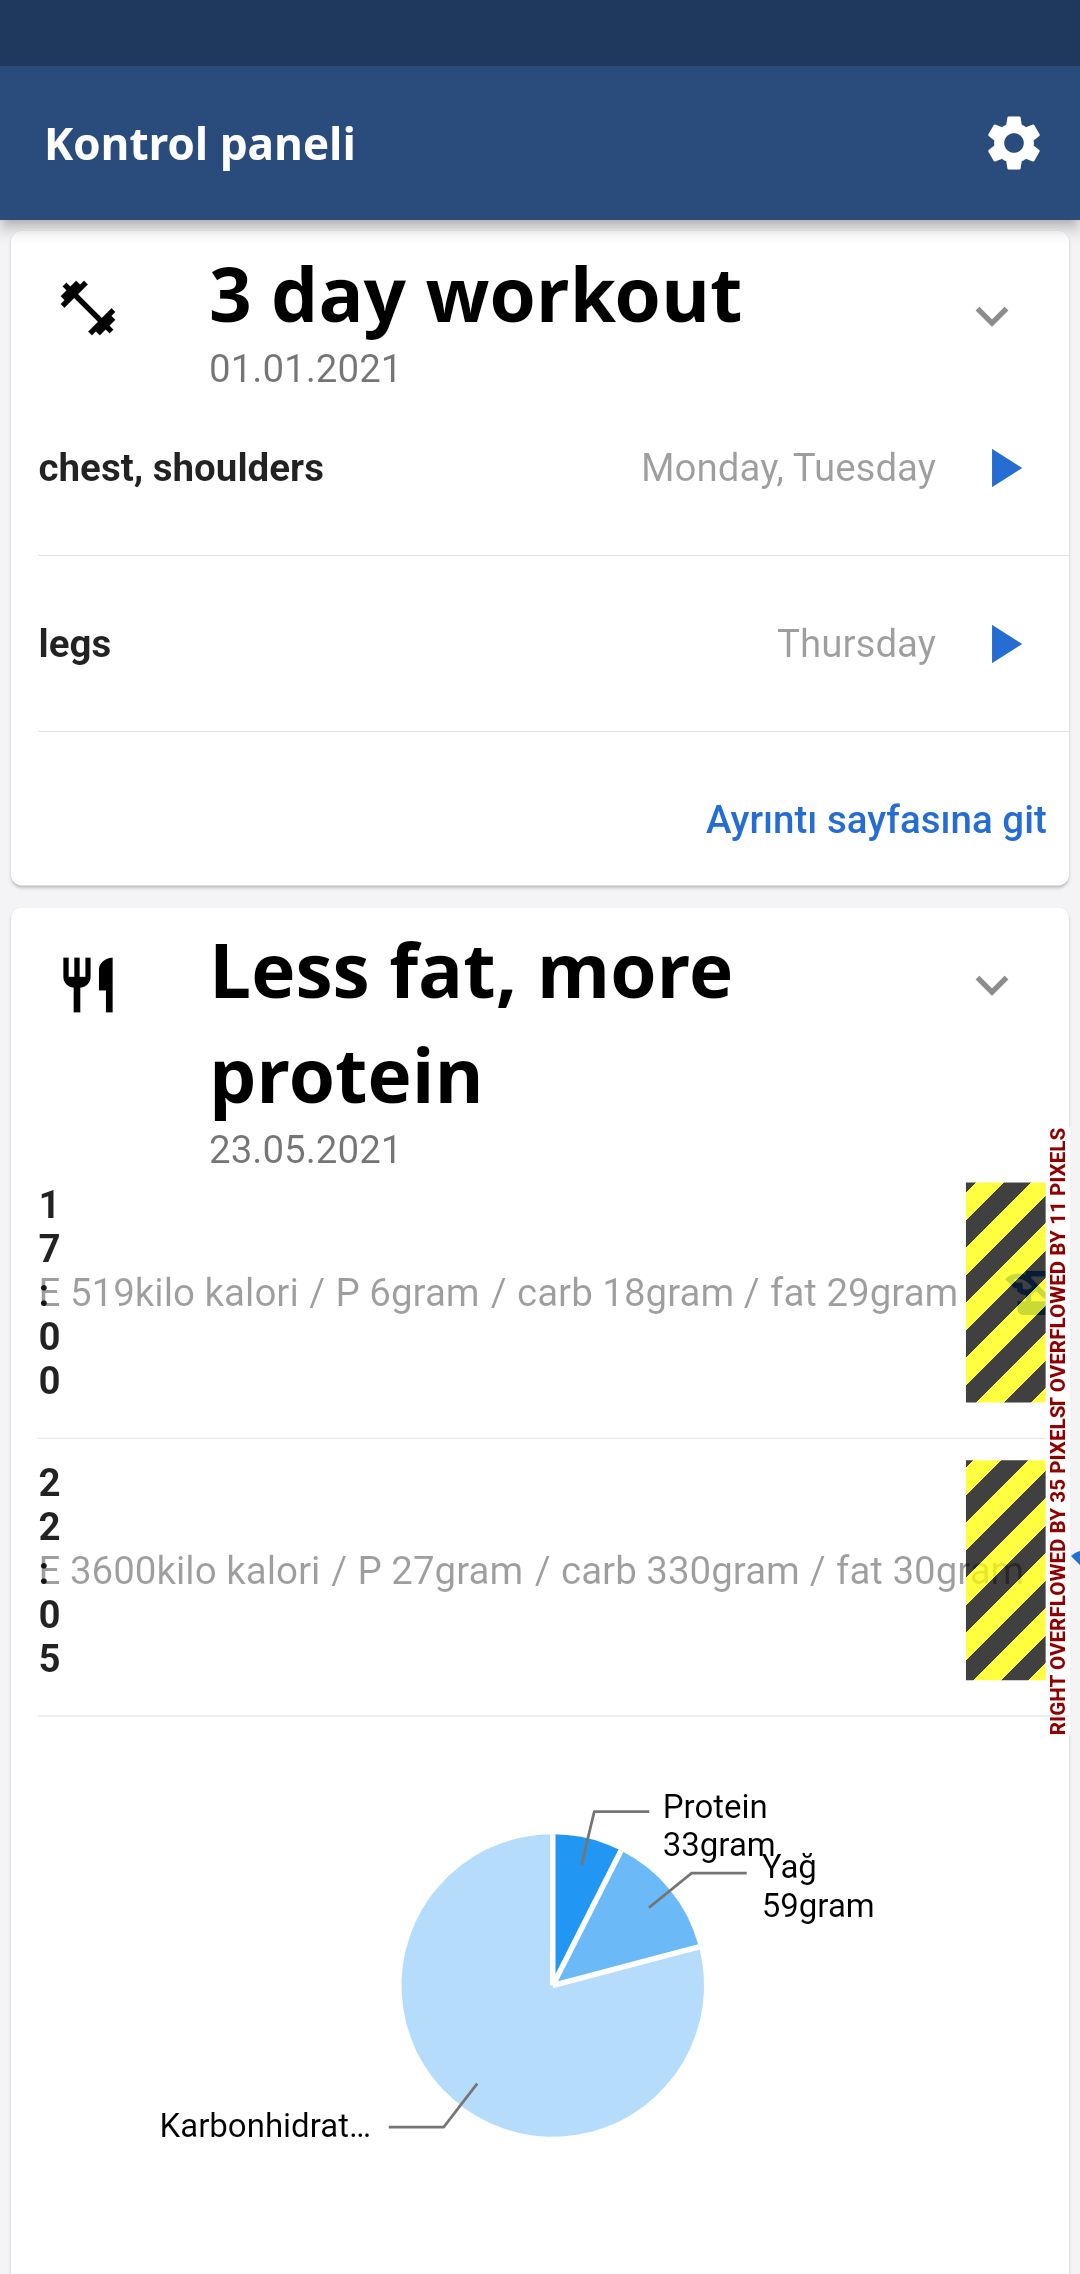 Kontrol paneli
3 day workout
01.01.2021
chest, shoulders
Monday, Tuesday
legs
Thursday
Ayrıntı sayfasına git
Less fat, more
protein
23.05.2021
1
7
:
0
0
E 519kilo kalori / P 6gram / carb 18gram / fat 29gram
OVERFLOWED BY 11 PIXELS
2
2
:
0
5
E 3600kilo kalori / P 27gram / carb 330gram / fat 30gram
RIGHT OVERFLOWED BY 35 PIXELS
Protein
33gram
Yağ
59gram
Karbonhidrat…